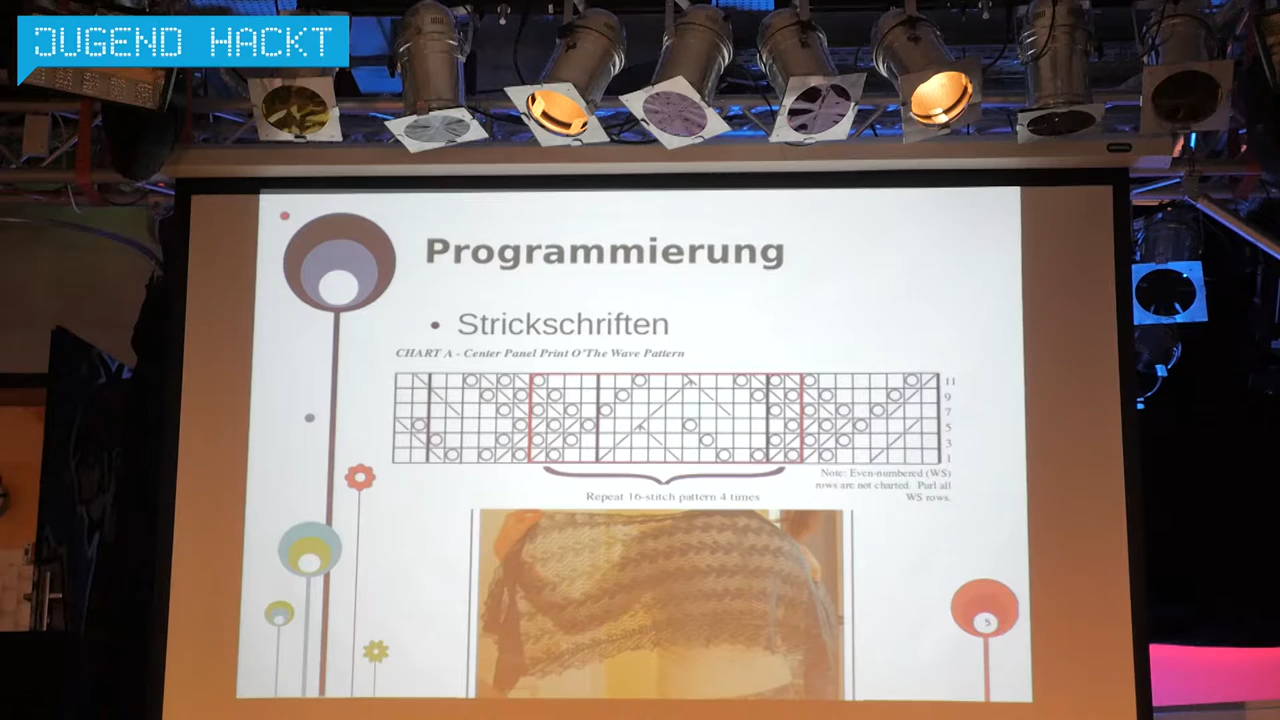 JUGEND HACKT
Programmierung
• Strickschriften
CHART A - Center Panel Print O'The Wave Pattern
11
9
7
5
3
1
Repeat 16-stitch pattern 4 times
Note: Even-numbered (WS)
rows are not charted. Purl all
WS rows.
5